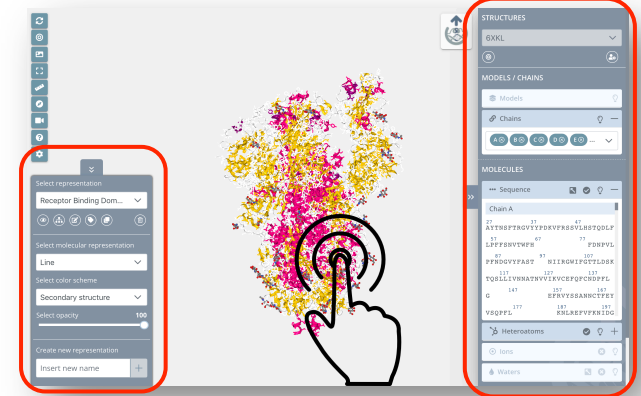 STRUCTURES
6XKL
MODELS / CHAINS
Models
Chains
A B C D E ...
MOLECULES
Sequence
Chain A
27 37 47
AYTNSFTRGVYYPDKVFRSSVLHSTQDLF
57 67 77
LPFFSNVTWFH FDNPVL
87 97 107
PFNDGVYFAST NIIRGWIFGTTLDSK
117 127 137
TQSLLIVNNATNVVIKVCEFQFCNDPFL
147 157 167
G EFRVYSSANNCTFEY
177 187 197
VSQPFL KNLREFVFKNIDG
Heteroatoms
Ions
Waters
Select representation
Receptor Binding Dom...
Select molecular representation
Line
Select color scheme
Secondary structure
Select opacity 100
Create new representation
Insert new name